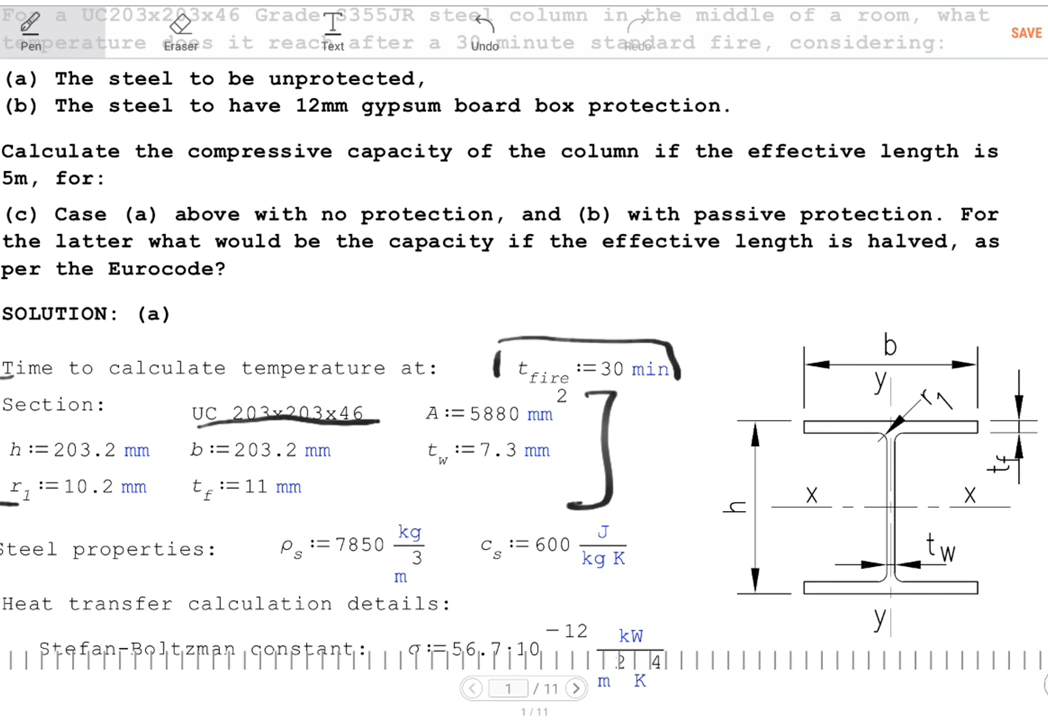 For a UC203x203x46 Grade S355JR steel column in the middle of a room, what
temperature does it reach after a 30 minute standard fire, considering:
Pen
Eraser
Text
Undo
Redo
SAVE
(a) The steel to be unprotected,
(b) The steel to have 12mm gypsum board box protection.
Calculate the compressive capacity of the column if the effective length is
5m, for:
(c) Case (a) above with no protection, and (b) with passive protection. For
the latter what would be the capacity if the effective length is halved, as
per the Eurocode?
SOLUTION: (a)
Time to calculate temperature at: t fire := 30 min
Section: UC 203x203x46 A := 5880 mm 2
h := 203.2 mm b := 203.2 mm t w := 7.3 mm
r 1 := 10.2 mm t f := 11 mm
Steel properties: ρ s := 7850 kg m 3 c s := 600 J kg K
Heat transfer calculation details:
Stefan-Boltzman constant: σ := 56.7·10 −12 kW m 2 K 4
b
y
r1
tf
x
x
h
tw
y
1 / 11
1 / 11